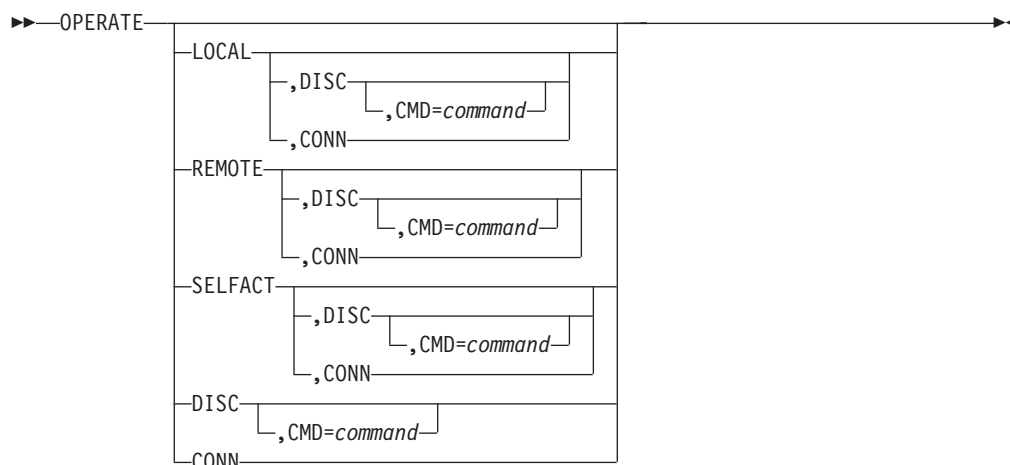 OPERATE
LOCAL
,DISC
,CMD=command
,CONN
REMOTE
,DISC
,CMD=command
,CONN
SELFACT
,DISC
,CMD=command
,CONN
DISC
,CMD=command
CONN